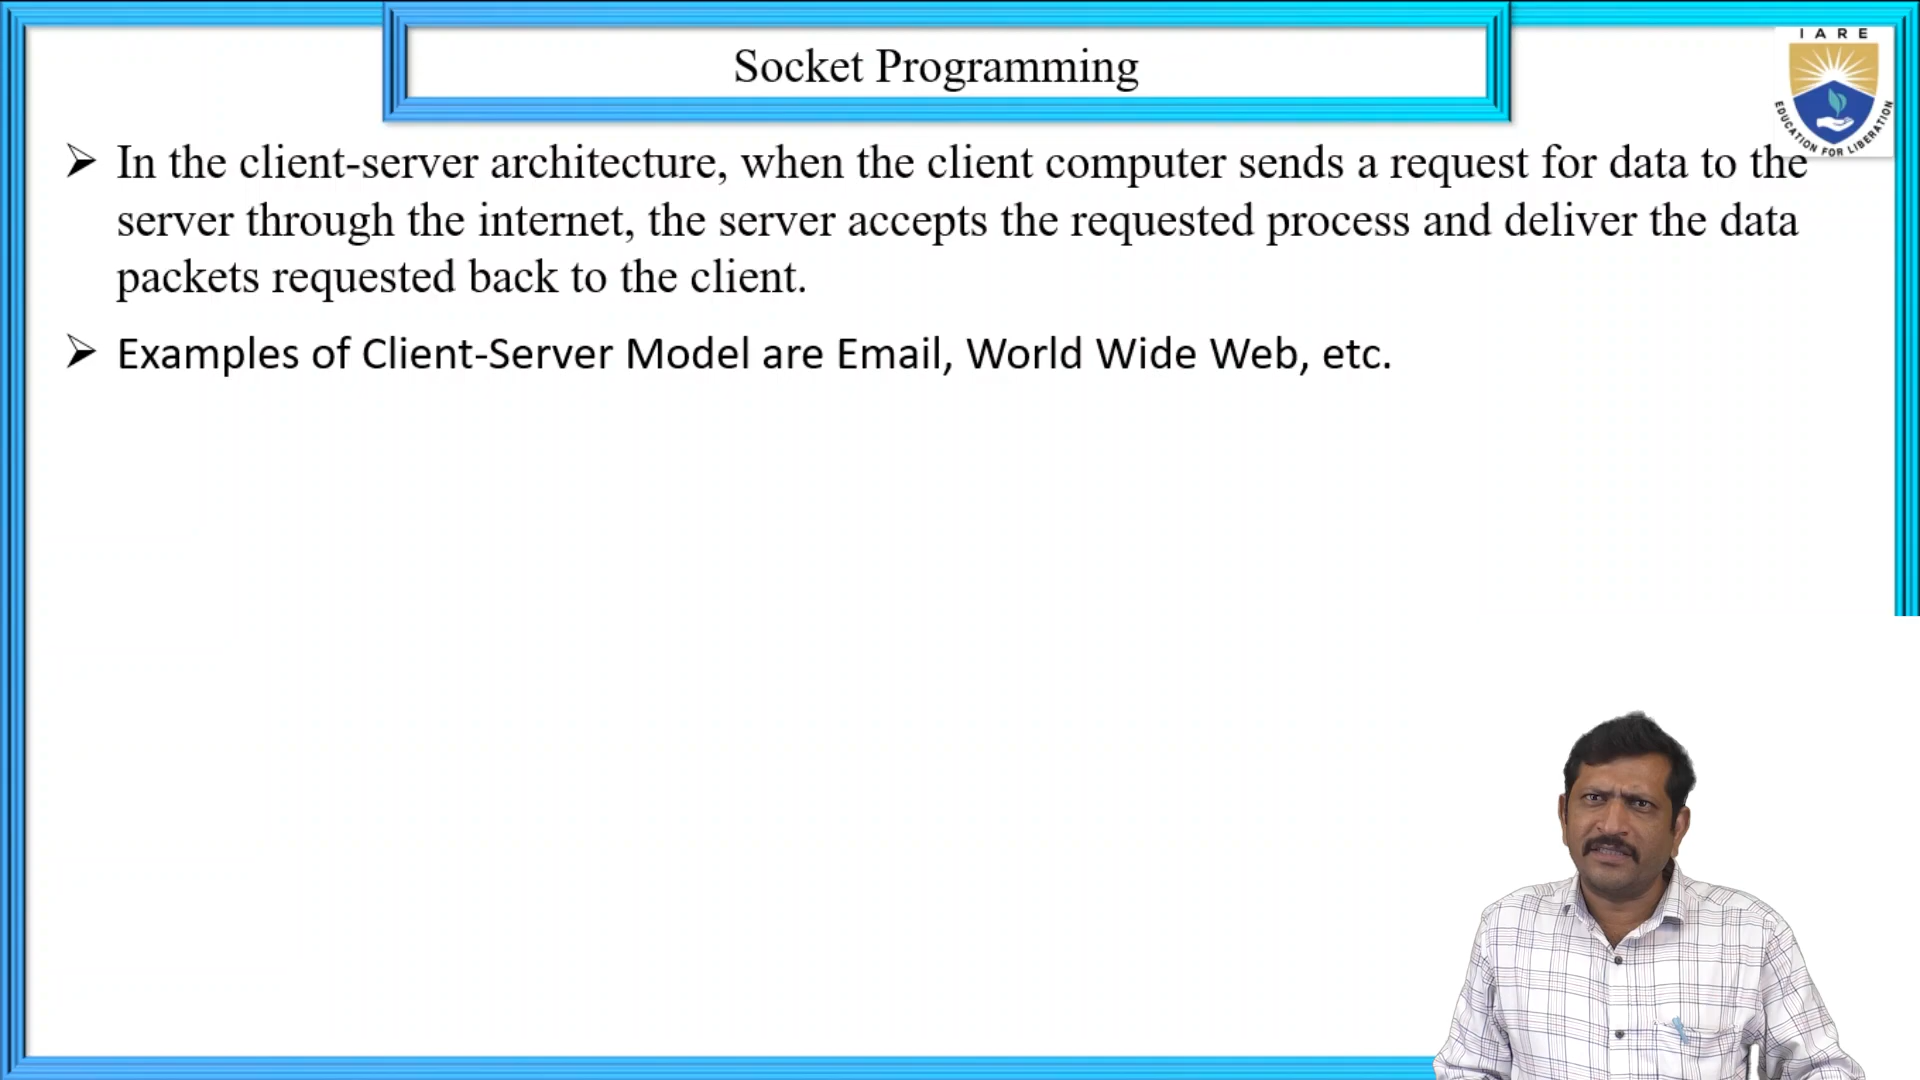 Socket Programming
I A R E
EDUCATION FOR LIBERATION
➢ In the client-server architecture, when the client computer sends a request for data to the
server through the internet, the server accepts the requested process and deliver the data
packets requested back to the client.
➢ Examples of Client-Server Model are Email, World Wide Web, etc.